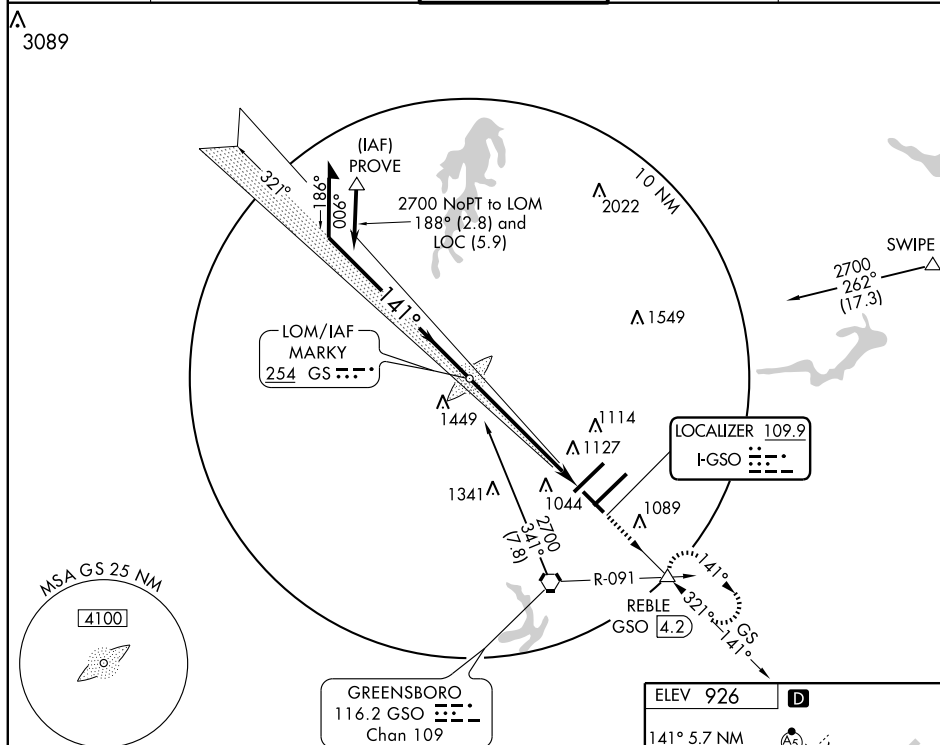 3089
(IAF)
PROVE
10 NM
2022
321°
186°
006°
2700 NoPT to LOM
188° (2.8) and
LOC (5.9)
SWIPE
2700
262°
(17.3)
141°
1549
LOM/IAF
MARKY
254 GS
1449
1114
1127
LOCALIZER 109.9
I-GSO
1341
1044
1089
2700
341°
(7.8)
R-091
141°
REBLE
GSO 4.2
321°
141°
GS
MSA GS 25 NM
4100
GREENSBORO
116.2 GSO
Chan 109
ELEV 926
D
141° 5.7 NM
A5